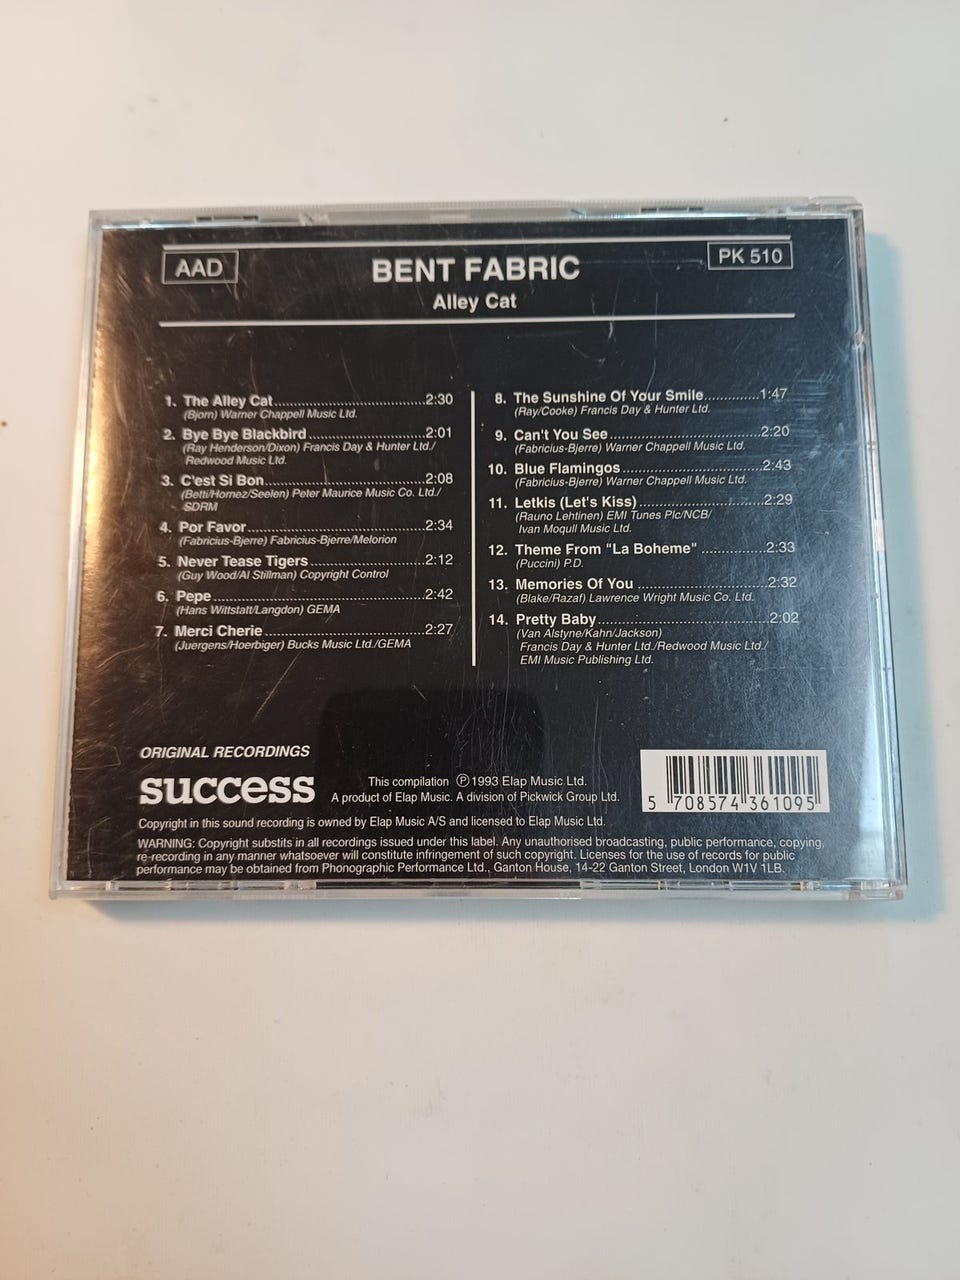 AAD
BENT FABRIC
PK 510
Alley Cat
1. The Alley Cat..............................2:30
(Bjorn) Warner Chappell Music Ltd.
2. Bye Bye Blackbird.......................2:01
(Ray Henderson/Dixon) Francis Day & Hunter Ltd./
Redwood Music Ltd.
3. C'est Si Bon................................2:08
(Betti/Hornez/Seelen) Peter Maurice Music Co. Ltd./
SDRM
4. Por Favor...................................2:34
(Fabricius-Bjerre) Fabricius-Bjerre/Melorion
5. Never Tease Tigers......................2:12
(Guy Wood/Al Stillman) Copyright Control
6. Pepe..........................................2:42
(Hans Wittstatt/Langdon) GEMA
7. Merci Cherie................................2:27
(Juergens/Hoerbiger) Bucks Music Ltd./GEMA
8. The Sunshine Of Your Smile............1:47
(Ray/Cooke) Francis Day & Hunter Ltd.
9. Can't You See..............................2:20
(Fabricius-Bjerre) Warner Chappell Music Ltd.
10. Blue Flamingos............................2:43
(Fabricius-Bjerre) Warner Chappell Music Ltd.
11. Letkis (Let's Kiss).........................2:29
(Rauno Lehtinen) EMI Tunes Plc/NCB/
Ivan Moqull Music Ltd.
12. Theme From "La Boheme" ............2:33
(Puccini) P.D.
13. Memories Of You .........................2:32
(Blake/Razaf) Lawrence Wright Music Co. Ltd.
14. Pretty Baby.................................2:02
(Van Alstyne/Kahn/Jackson)
Francis Day & Hunter Ltd./Redwood Music Ltd./
EMI Music Publishing Ltd.
ORIGINAL RECORDINGS
success
This compilation ℗ 1993 Elap Music Ltd.
A product of Elap Music. A division of Pickwick Group Ltd.
5 708574 361095
Copyright in this sound recording is owned by Elap Music A/S and licensed to Elap Music Ltd.
WARNING: Copyright substits in all recordings issued under this label. Any unauthorised broadcasting, public performance, copying,
re-recording in any manner whatsoever will constitute infringement of such copyright. Licenses for the use of records for public
performance may be obtained from Phonographic Performance Ltd., Ganton House, 14-22 Ganton Street, London W1V 1LB.